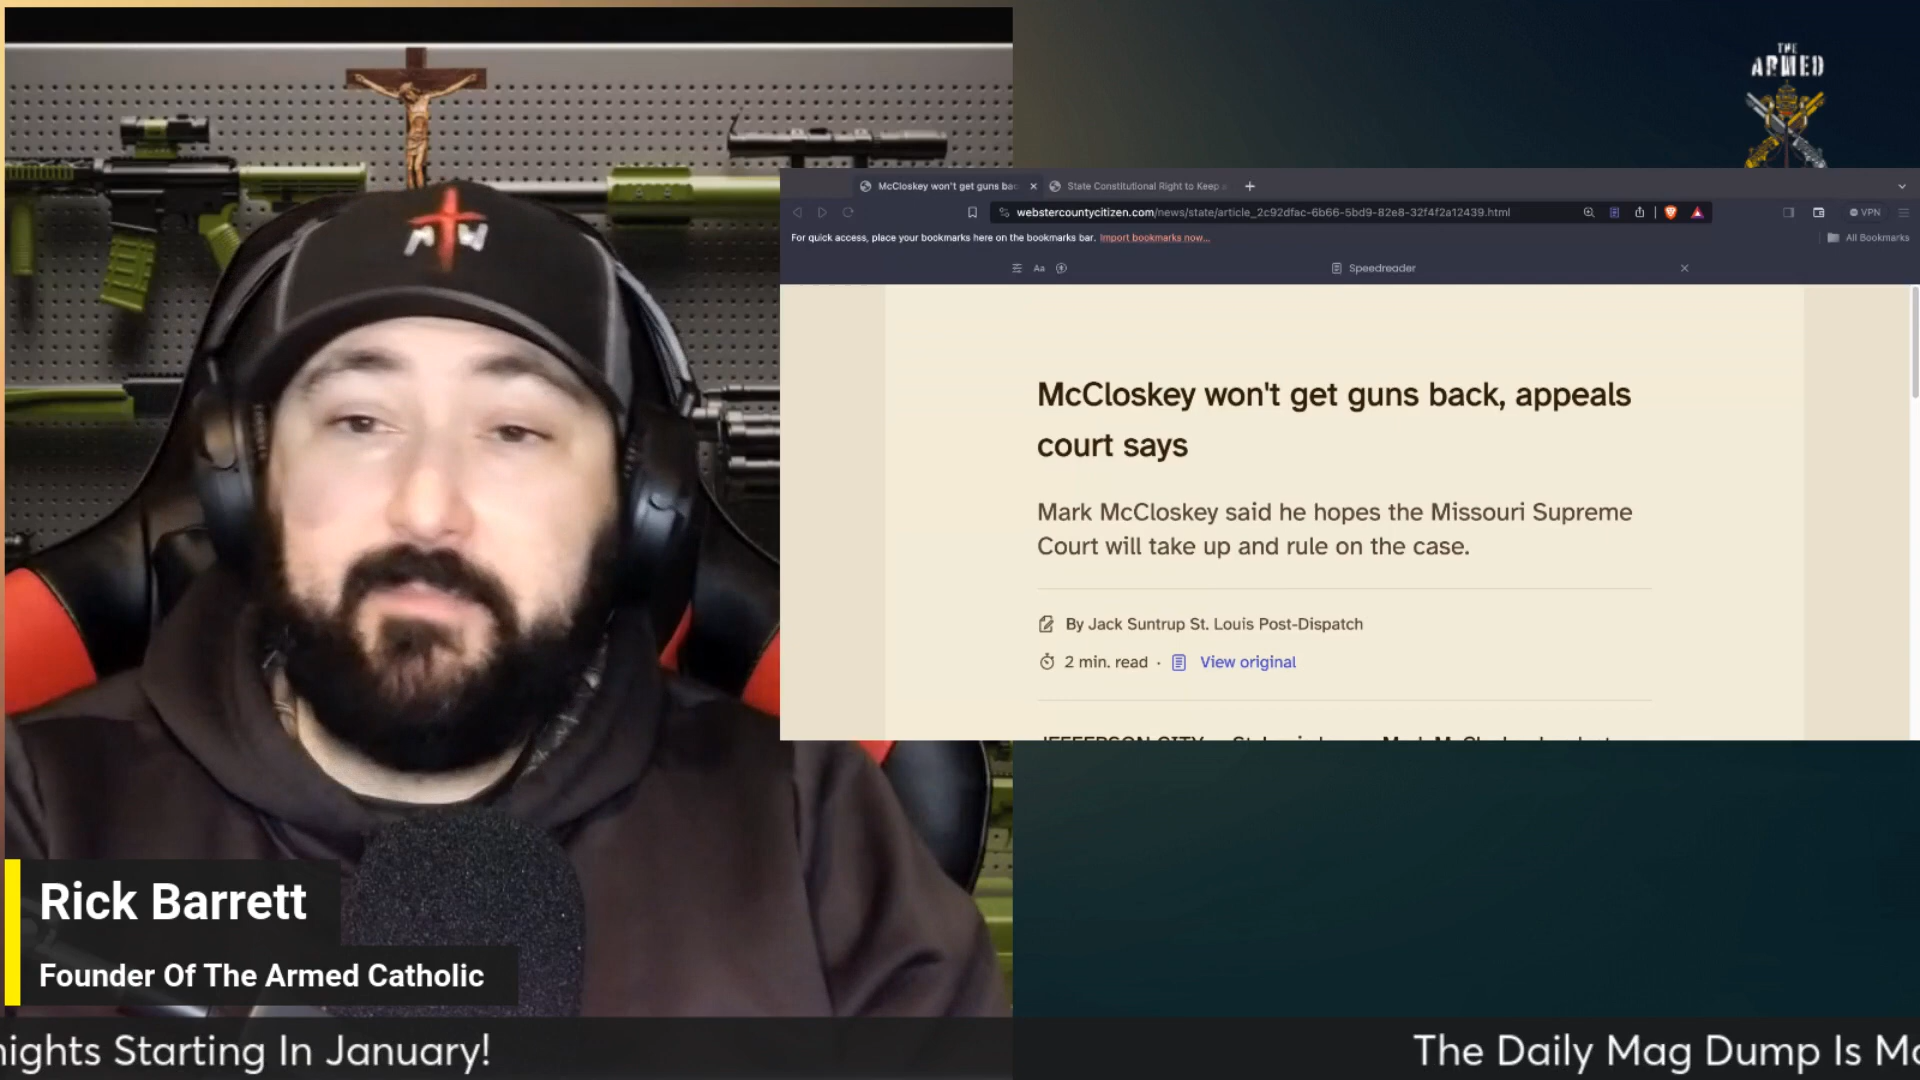 THE
ARMED
McCloskey won't get guns bac
State Constitutional Right to Keep a
webstercountycitizen.com/news/state/article_2c92dfac-6b66-5bd9-82e8-32f4f2a12439.html
VPN
For quick access, place your bookmarks here on the bookmarks bar. Import bookmarks now...
All Bookmarks
Aa
Speedreader
McCloskey won't get guns back, appeals
court says
Mark McCloskey said he hopes the Missouri Supreme
Court will take up and rule on the case.
By Jack Suntrup St. Louis Post-Dispatch
2 min. read · View original
Rick Barrett
Founder Of The Armed Catholic
nights Starting In January!
The Daily Mag Dump Is Mo